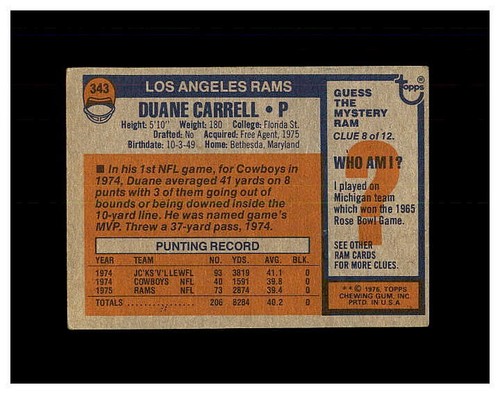 343
LOS ANGELES RAMS
DUANE CARRELL • P
Height: 5'10" Weight: 180 College: Florida St.
Drafted: No Acquired: Free Agent, 1975
Birthdate: 10-3-49 Home: Bethesda, Maryland
■ In his 1st NFL game, for Cowboys in
1974, Duane averaged 41 yards on 8
punts with 3 of them going out of
bounds or being downed inside the
10-yard line. He was named game's
MVP. Threw a 37-yard pass, 1974.
PUNTING RECORD
YEAR TEAM NO. YDS. AVG. BLK.
1974 JC'KS'V'LLEWFL 93 3819 41.1 0
1974 COWBOYS NFL 40 1591 39.8 0
1975 RAMS NFL 73 2874 39.4 0
TOTALS ................ 206 8284 40.2 0
topps®
GUESS
THE
MYSTERY
RAM
CLUE 8 of 12.
?
WHO AM I?
I played on
Michigan team
which won the 1965
Rose Bowl Game.
SEE OTHER
RAM CARDS
FOR MORE CLUES.
** © 1976, TOPPS
CHEWING GUM, INC.
PRTD. IN U.S.A